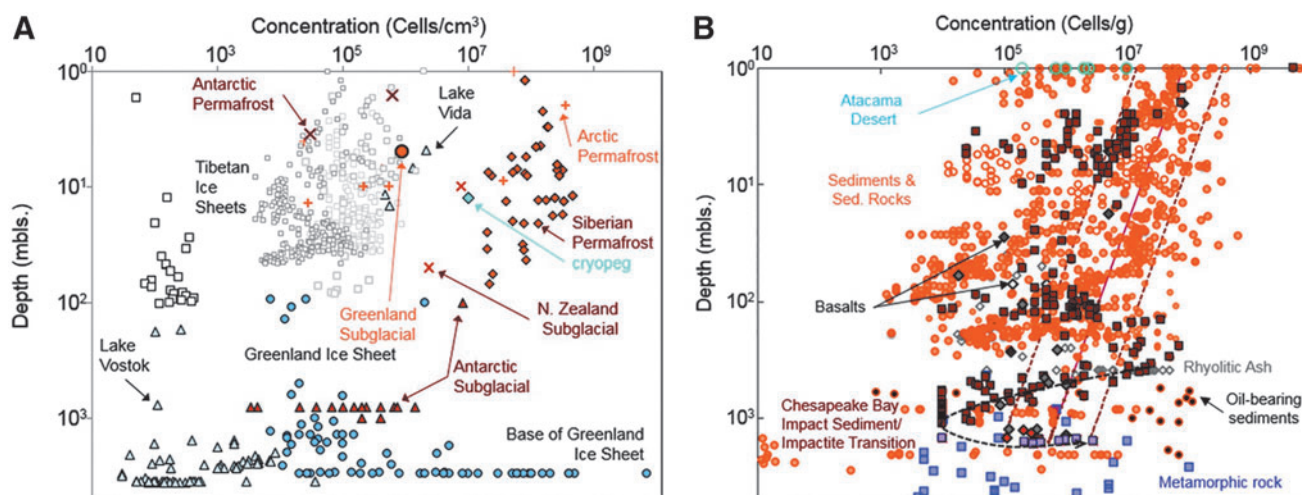 A
Concentration (Cells/cm³)
10
10³
10⁵
10⁷
10⁹
Depth (mbls.)
10⁰
10¹
10²
10³
Antarctic
Permafrost
Lake
Vida
Arctic
Permafrost
Tibetan
Ice
Sheets
Siberian
Permafrost
cryopeg
Greenland
Subglacial
N. Zealand
Subglacial
Greenland Ice Sheet
Lake
Vostok
Antarctic
Subglacial
Base of Greenland
Ice Sheet
B
Concentration (Cells/g)
10
10³
10⁵
10⁷
10⁹
Depth (mbls.)
10⁰
10¹
10²
10³
Atacama
Desert
Sediments &
Sed. Rocks
Basalts
Rhyolitic Ash
Chesapeake Bay
Impact Sediment/
Impactite Transition
Oil-bearing
sediments
Metamorphic rock